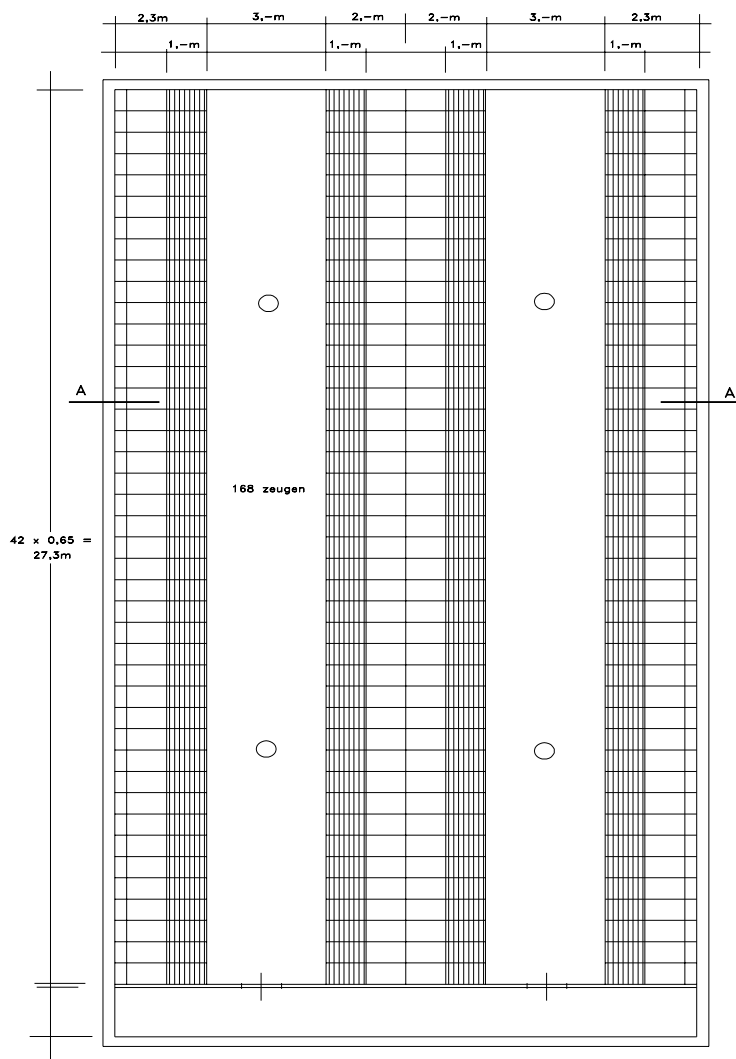 2,3m 3,-m 2,-m 2,-m 3,-m 2,3m
1,-m 1,-m 1,-m 1,-m
A A
168 zeugen
42 x 0,65 =
27,3m